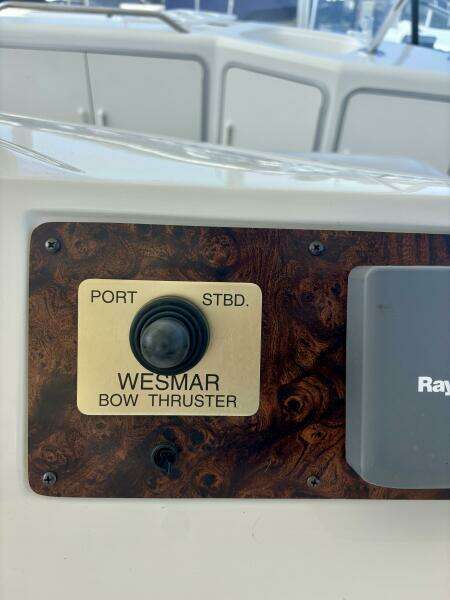 PORT STBD.
WESMAR
BOW THRUSTER
Ray